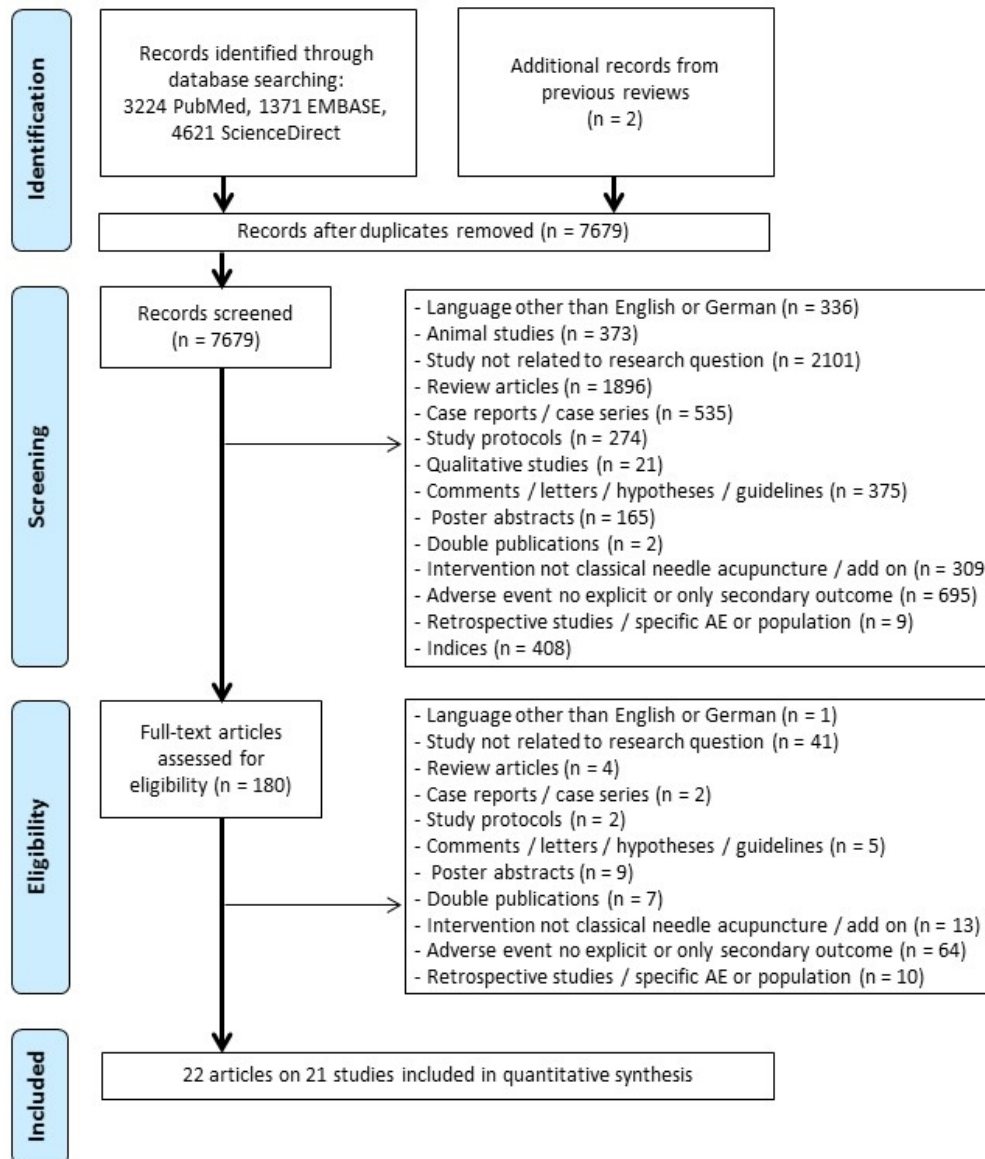 Identification
Records identified through
database searching:
3224 PubMed, 1371 EMBASE,
4621 ScienceDirect
Additional records from
previous reviews
(n = 2)
Records after duplicates removed (n = 7679)
Screening
Records screened
(n = 7679)
- Language other than English or German (n = 336)
- Animal studies (n = 373)
- Study not related to research question (n = 2101)
- Review articles (n = 1896)
- Case reports / case series (n = 535)
- Study protocols (n = 274)
- Qualitative studies (n = 21)
- Comments / letters / hypotheses / guidelines (n = 375)
- Poster abstracts (n = 165)
- Double publications (n = 2)
- Intervention not classical needle acupuncture / add on (n = 309
- Adverse event no explicit or only secondary outcome (n = 695)
- Retrospective studies / specific AE or population (n = 9)
- Indices (n = 408)
Eligibility
Full-text articles
assessed for
eligibility (n = 180)
- Language other than English or German (n = 1)
- Study not related to research question (n = 41)
- Review articles (n = 4)
- Case reports / case series (n = 2)
- Study protocols (n = 2)
- Comments / letters / hypotheses / guidelines (n = 5)
- Poster abstracts (n = 9)
- Double publications (n = 7)
- Intervention not classical needle acupuncture / add on (n = 13)
- Adverse event no explicit or only secondary outcome (n = 64)
- Retrospective studies / specific AE or population (n = 10)
Included
22 articles on 21 studies included in quantitative synthesis